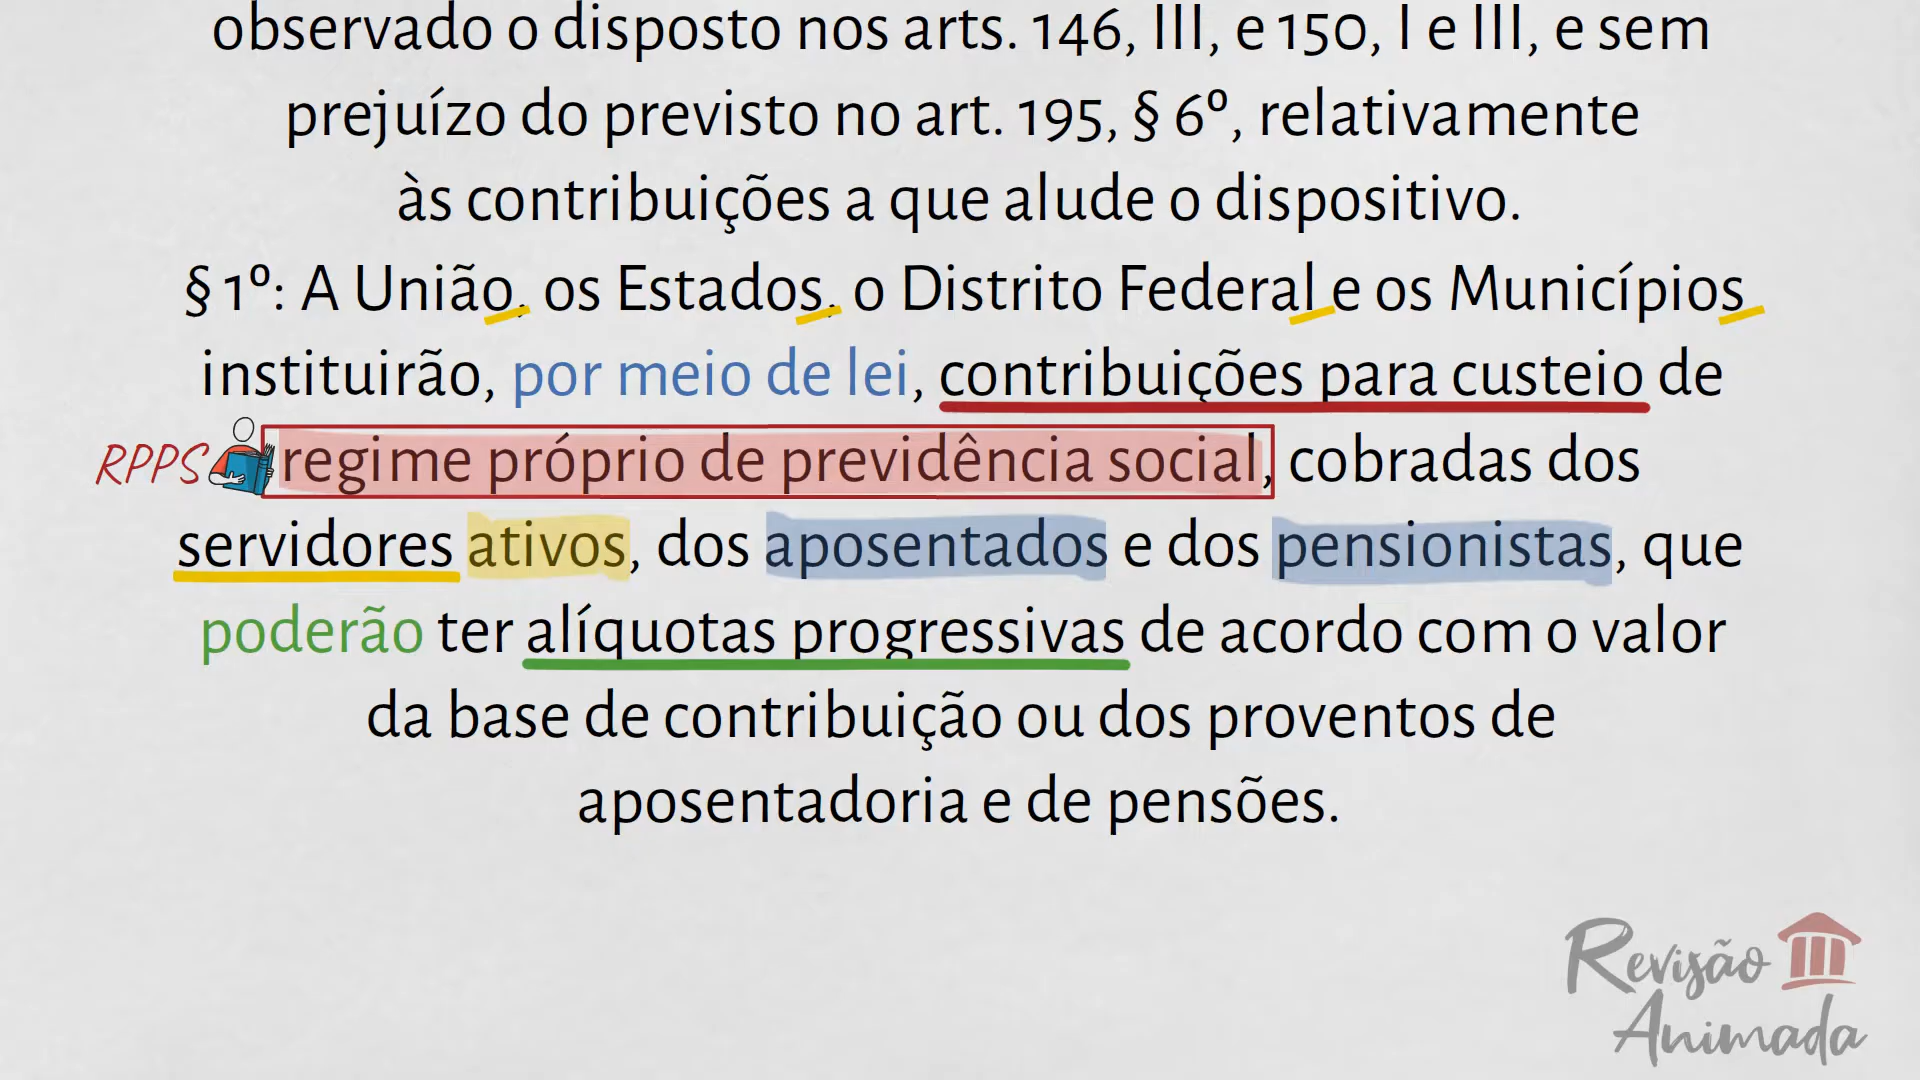 observado o disposto nos arts. 146, III, e 150, I e III, e sem
prejuízo do previsto no art. 195, § 6º, relativamente
às contribuições a que alude o dispositivo.
§ 1º: A União, os Estados, o Distrito Federal e os Municípios
instituirão, por meio de lei, contribuições para custeio de
RPPS regime próprio de previdência social, cobradas dos
servidores ativos, dos aposentados e dos pensionistas, que
poderão ter alíquotas progressivas de acordo com o valor
da base de contribuição ou dos proventos de
aposentadoria e de pensões.
Revisão
Animada